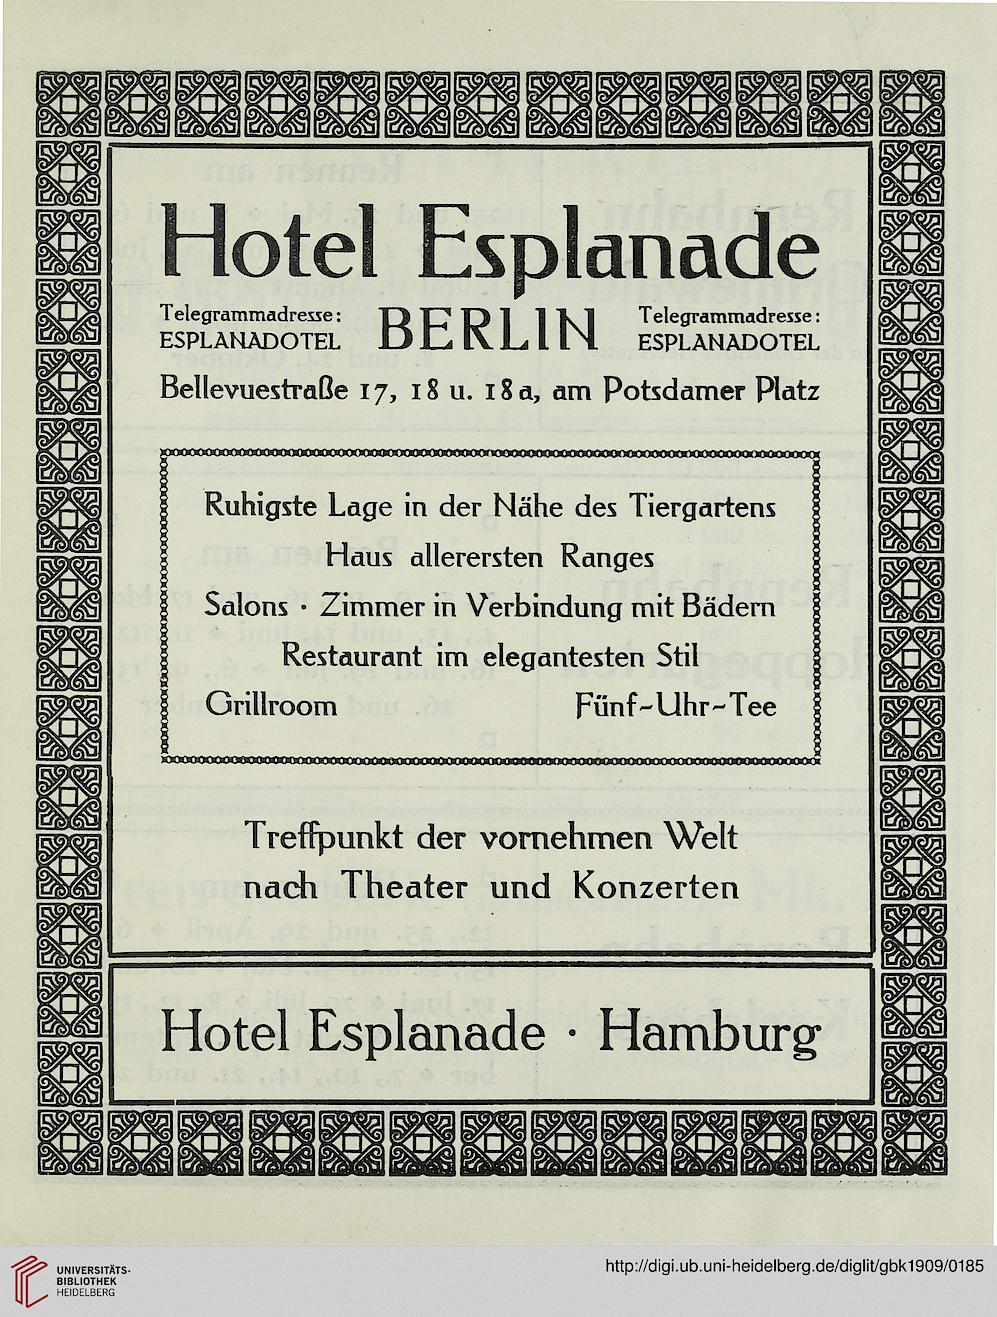 Hotel Esplanade
Telegrammadresse:
ESPLANADOTEL
BERLIN
Telegrammadresse:
ESPLANADOTEL
Bellevuestraße 17, 18 u. 18a, am Potsdamer Platz
Ruhigste Lage in der Nähe des Tiergartens
Haus allerersten Ranges
Salons · Zimmer in Verbindung mit Bädern
Restaurant im elegantesten Stil
Grillroom Fünf-Uhr-Tee
Treffpunkt der vornehmen Welt
nach Theater und Konzerten
Hotel Esplanade · Hamburg
UNIVERSITÄTS-
BIBLIOTHEK
HEIDELBERG
http://digi.ub.uni-heidelberg.de/diglit/gbk1909/0185